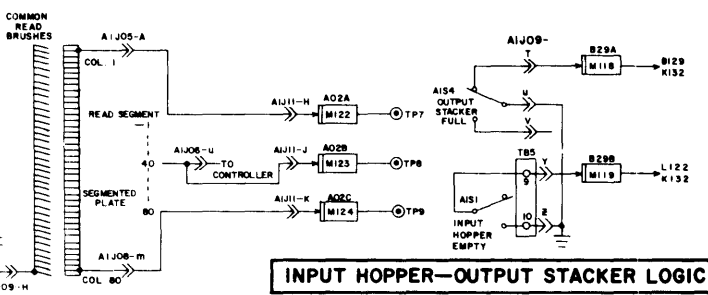 COMMON
READ
BRUSHES
A1J05-A
COL. 1
READ SEGMENT
40
A1J06-u
TO
CONTROLLER
SEGMENTED
PLATE
80
A1J08-m
COL 80
09-H
A1J11-H
A02A
M122
TP7
A1J11-J
A02B
M123
TP8
A1J11-K
A02C
M124
TP9
A1J09-
T
B29A
M118
B129
K132
A1S4
OUTPUT
STACKER
FULL
u
V
TB5
9
Y
B29B
M119
L122
K132
A1S1
INPUT
HOPPER
EMPTY
10
Z
INPUT HOPPER—OUTPUT STACKER LOGIC